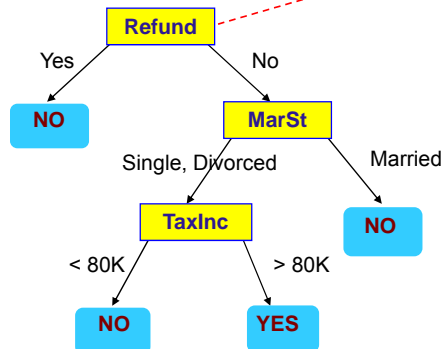 Refund
Yes
No
NO
MarSt
Single, Divorced
Married
TaxInc
NO
< 80K
> 80K
NO
YES